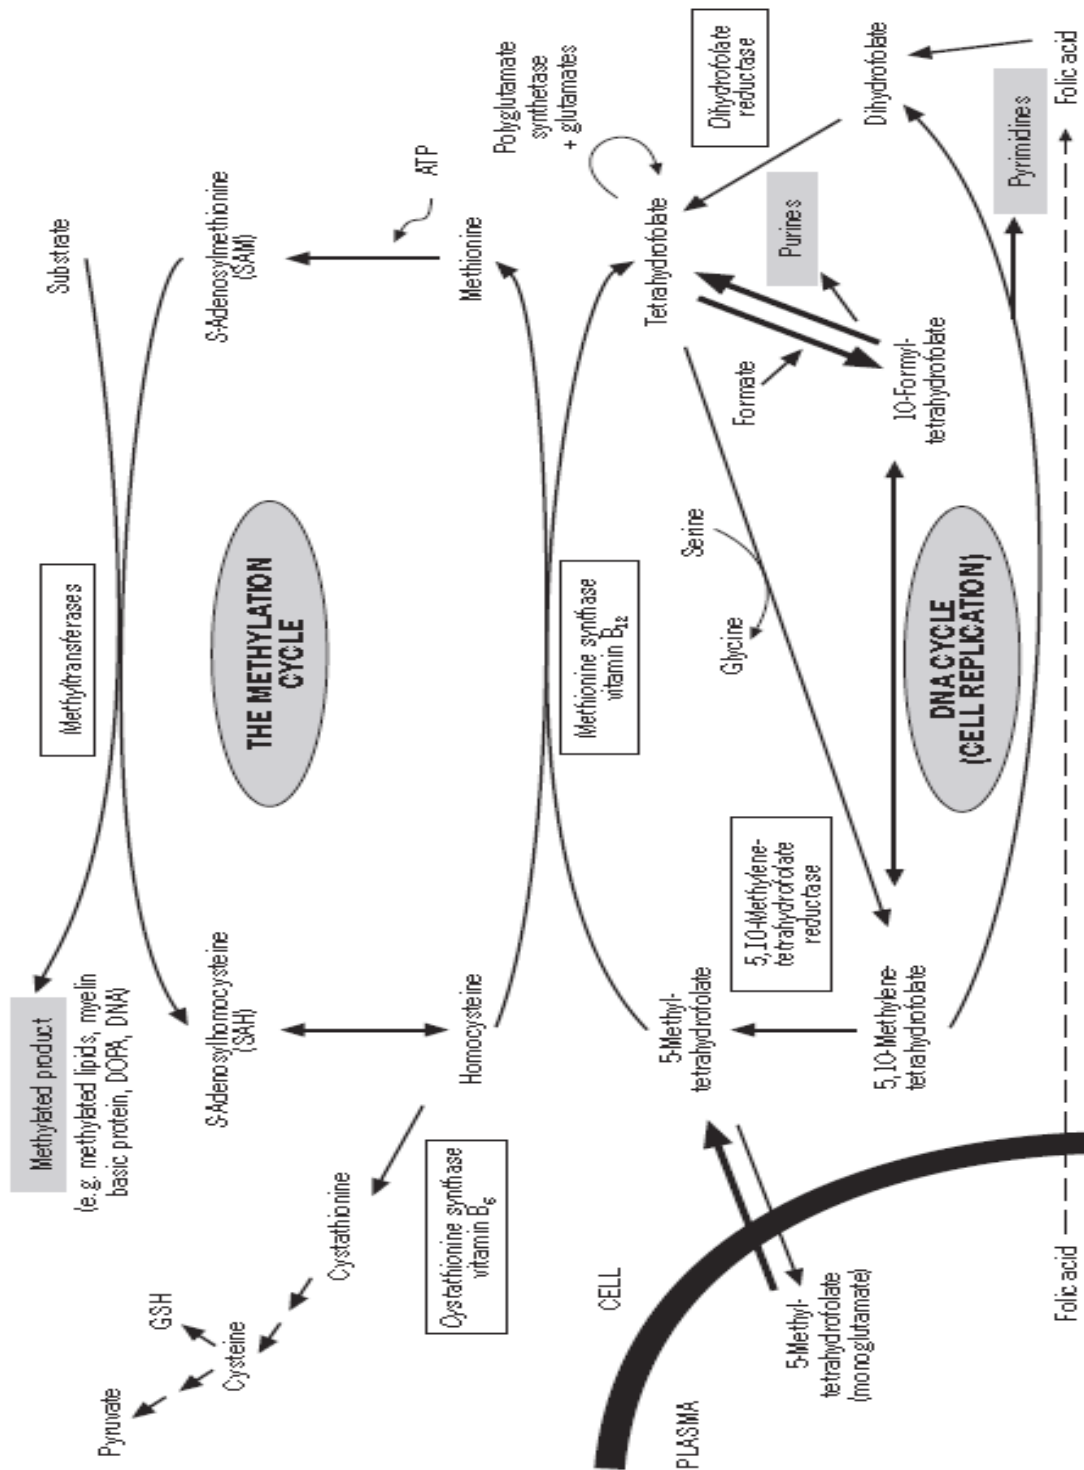 Methylated product
(e.g. methylated lipids, myelin
basic protein, DOPA, DNA)
Methyltransferases
Substrate
Pyruvate
GSH
Cysteine
Cystathionine
S-Adenosylhomocysteine
(SAH)
THE METHYLATION
CYCLE
S-Adenosylmethionine
(SAM)
ATP
Cystathionine synthase
vitamin B6
Homocysteine
Methionine
Polyglutamate
synthetase
+ glutamates
Methionine synthase
vitamin B12
CELL
PLASMA
5-Methyl-
tetrahydrofolate
(monoglutamate)
5-Methyl-
tetrahydrofolate
5,10-Methylene-
tetrahydrofolate
reductase
Glycine
Serine
Formate
Tetrahydrofolate
Purines
Dihydrofolate
reductase
5,10-Methylene-
tetrahydrofolate
10-Formyl-
tetrahydrofolate
Dihydrofolate
DNA CYCLE
(CELL REPLICATION)
Pyrimidines
Folic acid
Folic acid